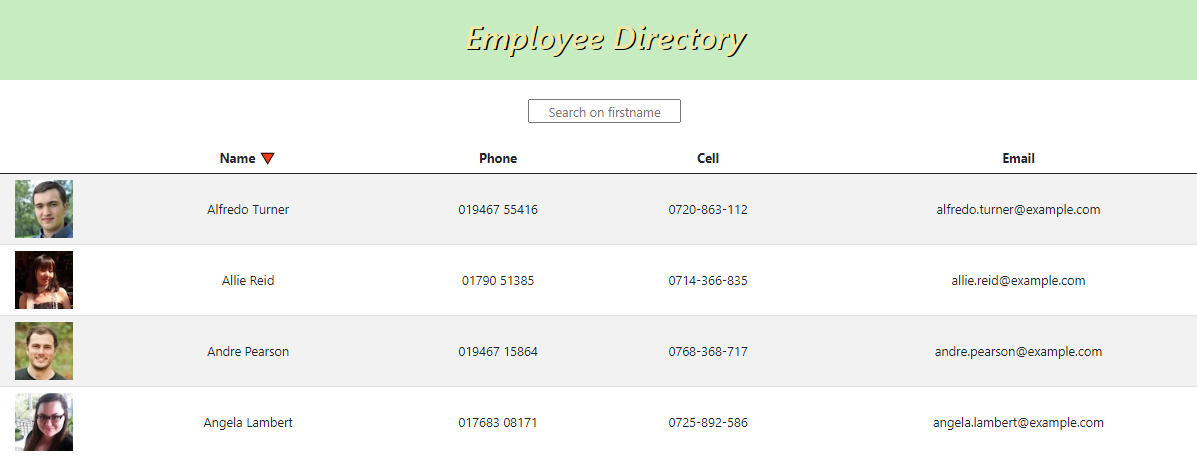 Employee Directory
Search on firstname
Name Phone Cell Email
Alfredo Turner 019467 55416 0720-863-112 alfredo.turner@example.com
Allie Reid 01790 51385 0714-366-835 allie.reid@example.com
Andre Pearson 019467 15864 0768-368-717 andre.pearson@example.com
Angela Lambert 017683 08171 0725-892-586 angela.lambert@example.com